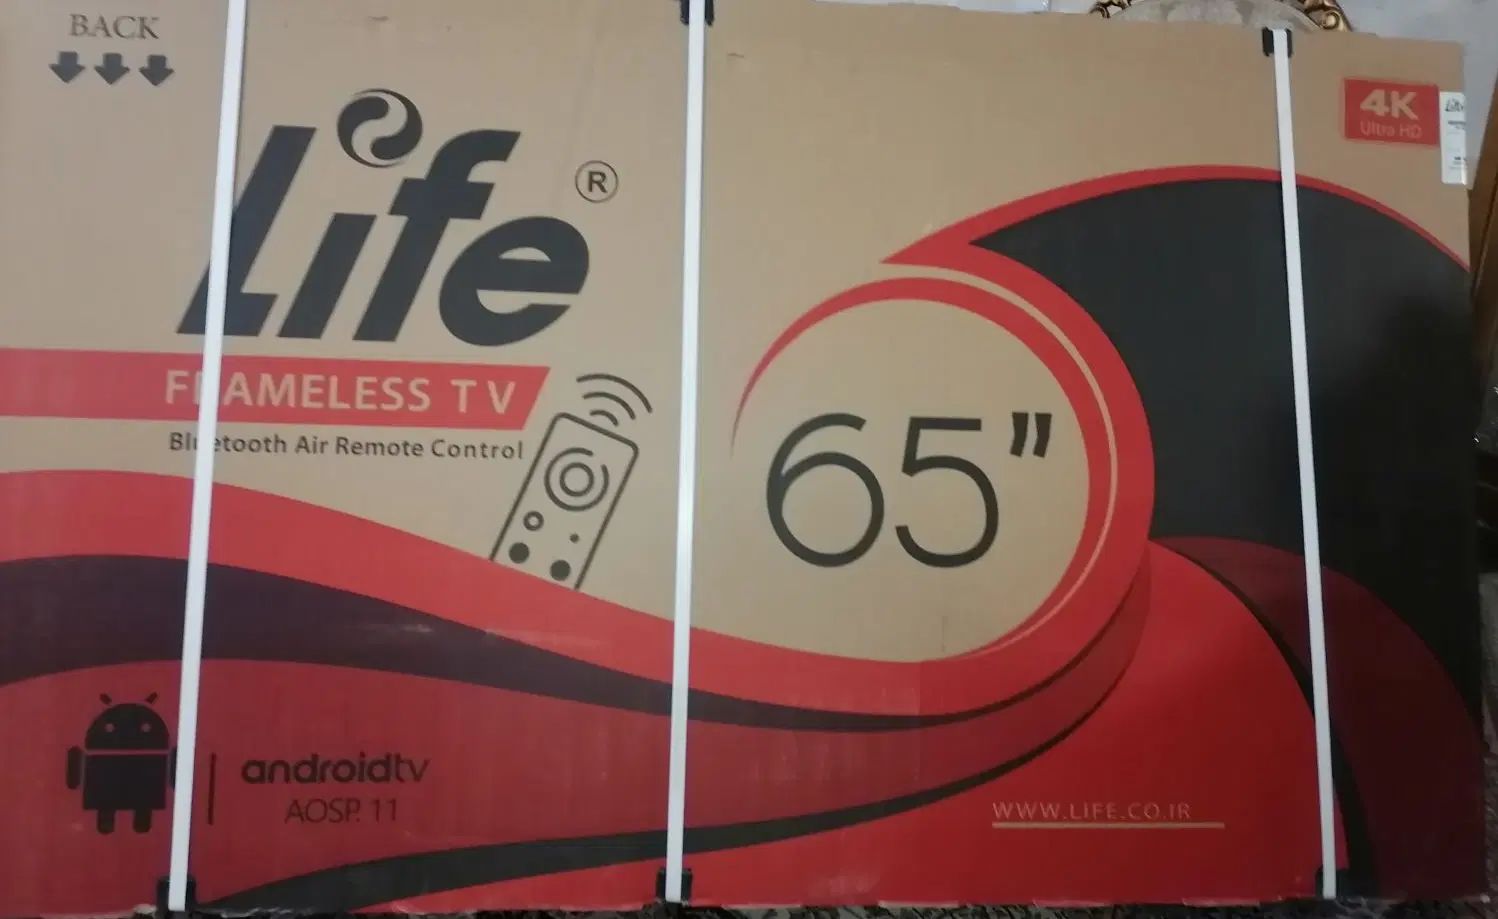 BACK
Life®
FRAMELESS TV
Bluetooth Air Remote Control
65"
4K
Ultra HD
androidtv
AOSP. 11
WWW.LIFE.CO.IR